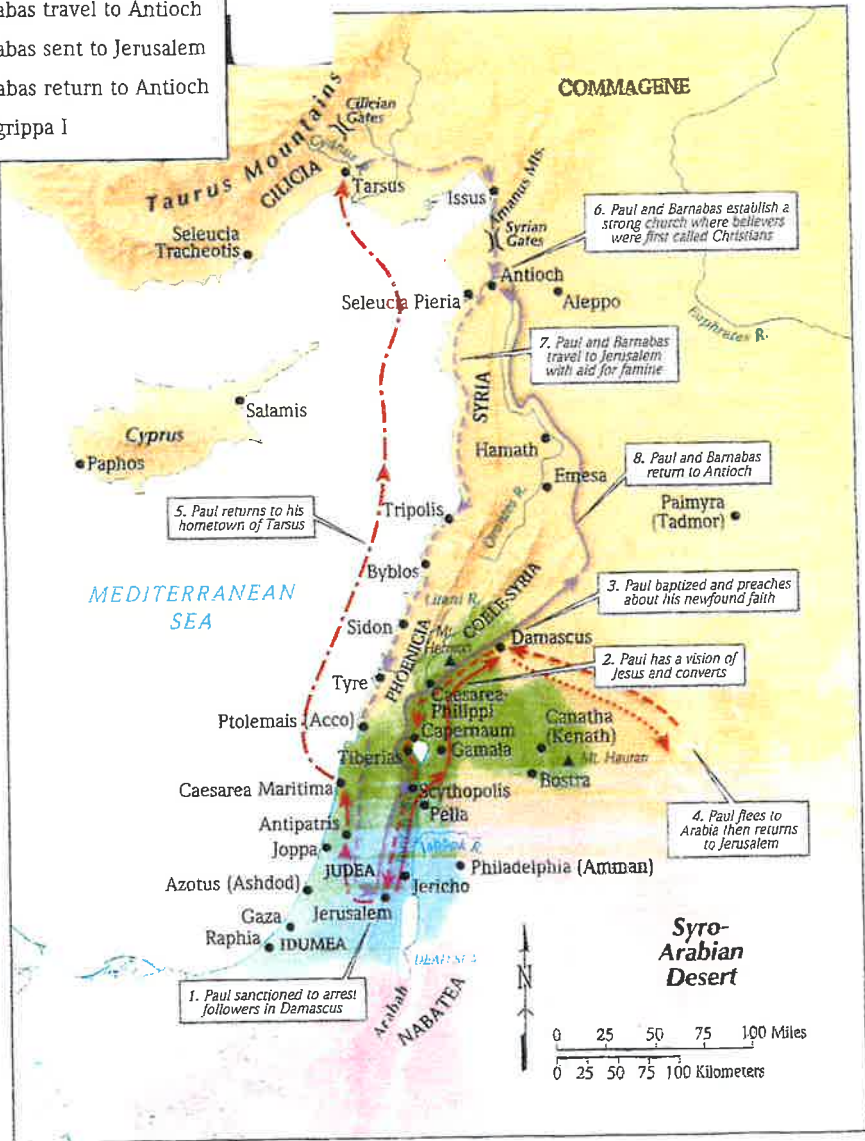 abas travel to Antioch
abas sent to Jerusalem
abas return to Antioch
grippa I
COMMAGENE
Taurus Mountains
Cilician
Gates
Cydnus R.
CILICIA
Tarsus
Issus
Amanus Mts.
Syrian
Gates
6. Paul and Barnabas establish a
strong church where believers
were first called Christians
Seleucia
Tracheotis
Antioch
Seleucia Pieria
Aleppo
Euphrates R.
7. Paul and Barnabas
travel to Jerusalem
with aid for famine
SYRIA
Salamis
Cyprus
Paphos
Hamath
Emesa
8. Paul and Barnabas
return to Antioch
5. Paul returns to his
hometown of Tarsus
Tripolis
Orontes R.
Palmyra
(Tadmor)
Byblos
MEDITERRANEAN
SEA
Litani R.
COELE-SYRIA
3. Paul baptized and preaches
about his newfound faith
Sidon
PHOENICIA
Mt.
Hermon
Damascus
2. Paul has a vision of
Jesus and converts
Tyre
Caesarea-
Philippi
Ptolemais (Acco)
Capernaum
Canatha
(Kenath)
Tiberias
Gamala
Mt. Hauran
Caesarea Maritima
Scythopolis
Bostra
Pella
4. Paul flees to
Arabia then returns
to Jerusalem
Antipatris
Joppa
Jabbok R.
JUDEA
Philadelphia (Amman)
Azotus (Ashdod)
Jericho
Jerusalem
Gaza
Raphia
IDUMEA
DEAD SEA
Syro-
Arabian
Desert
1. Paul sanctioned to arrest
followers in Damascus
Arabah
NABATEA
N
0 25 50 75 100 Miles
0 25 50 75 100 Kilometers